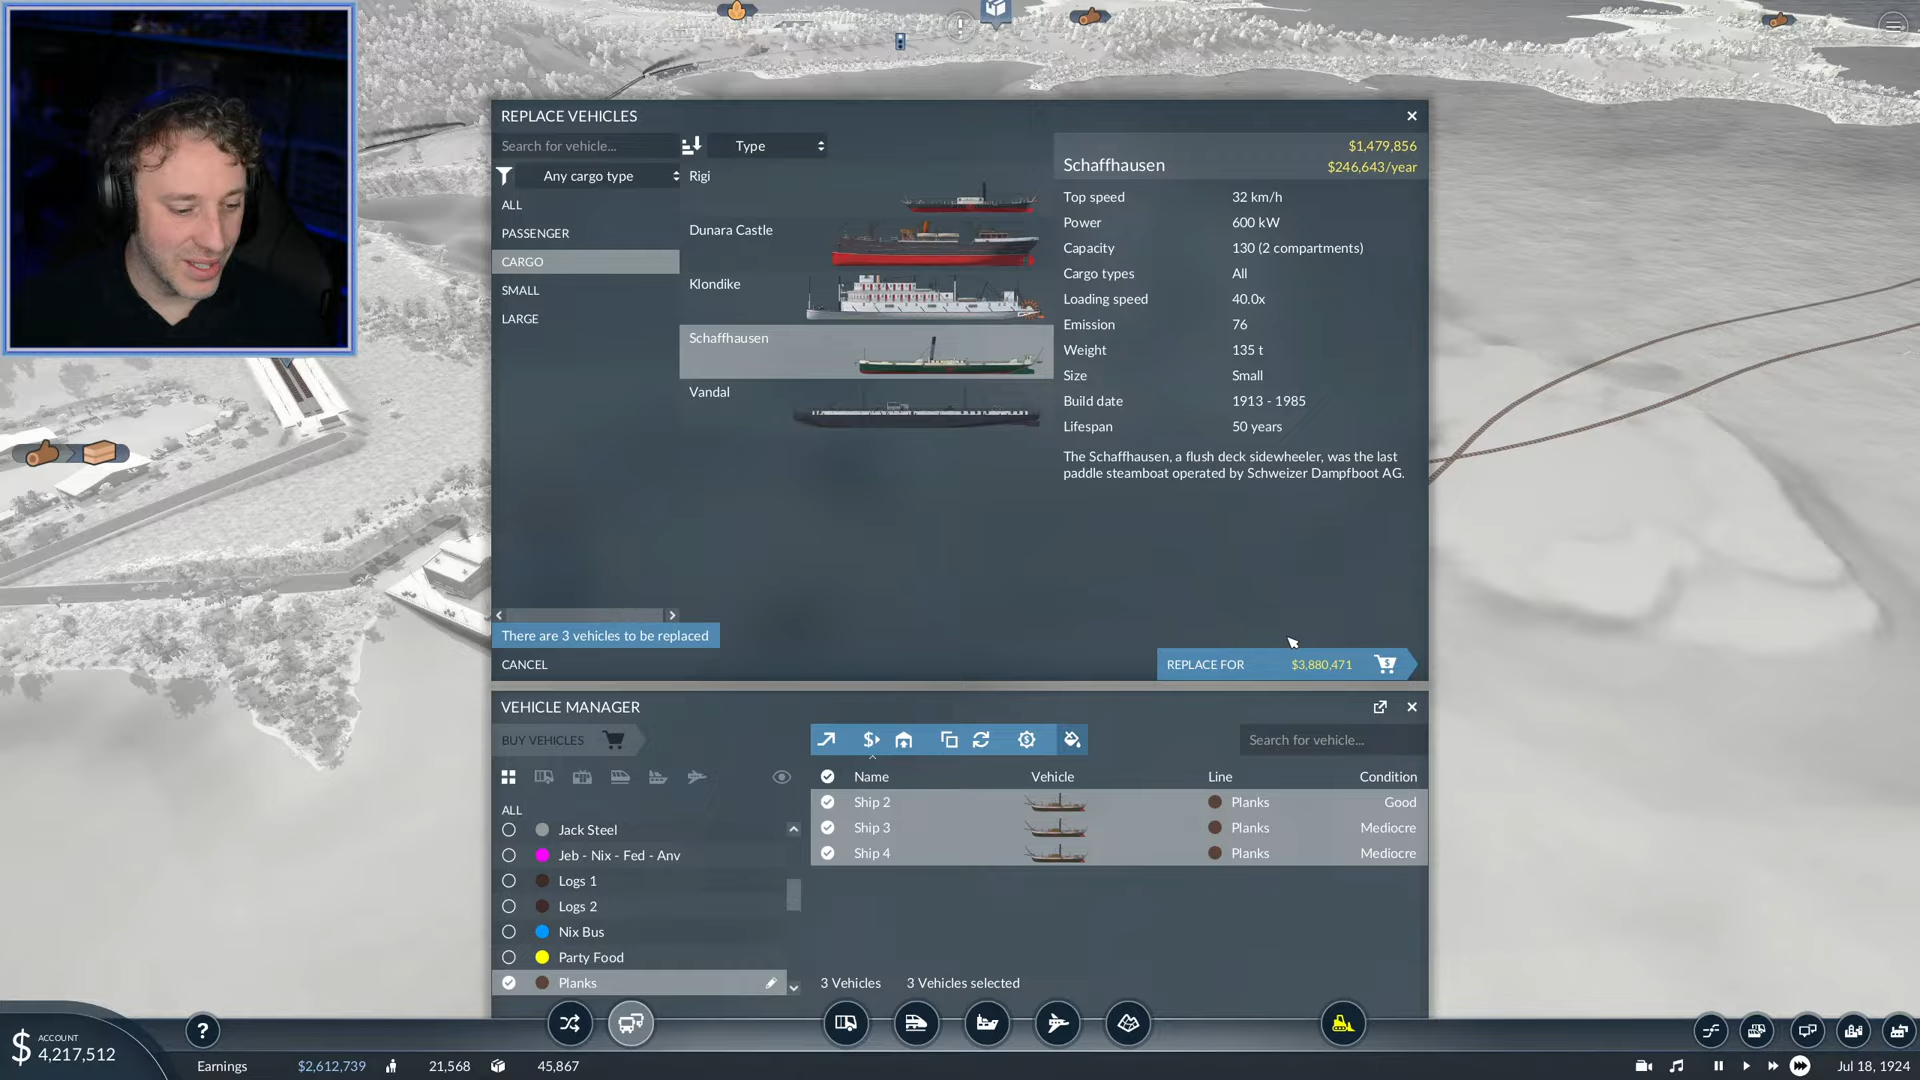 REPLACE VEHICLES
Search for vehicle...
Type
Any cargo type
ALL
PASSENGER
CARGO
SMALL
LARGE
Rigi
Dunara Castle
Klondike
Schaffhausen
Vandal
$1,479,856
Schaffhausen
$246,643/year
Top speed 32 km/h
Power 600 kW
Capacity 130 (2 compartments)
Cargo types All
Loading speed 40.0x
Emission 76
Weight 135 t
Size Small
Build date 1913 - 1985
Lifespan 50 years
The Schaffhausen, a flush deck sidewheeler, was the last
paddle steamboat operated by Schweizer Dampfboot AG.
There are 3 vehicles to be replaced
CANCEL
REPLACE FOR $3,880,471
VEHICLE MANAGER
BUY VEHICLES
Search for vehicle...
ALL
Jack Steel
Jeb - Nix - Fed - Anv
Logs 1
Logs 2
Nix Bus
Party Food
Planks
Name Vehicle Line Condition
Ship 2 Planks Good
Ship 3 Planks Mediocre
Ship 4 Planks Mediocre
3 Vehicles 3 Vehicles selected
?
$ ACCOUNT
4,217,512
Earnings $2,612,739 21,568 45,867
Jul 18, 1924